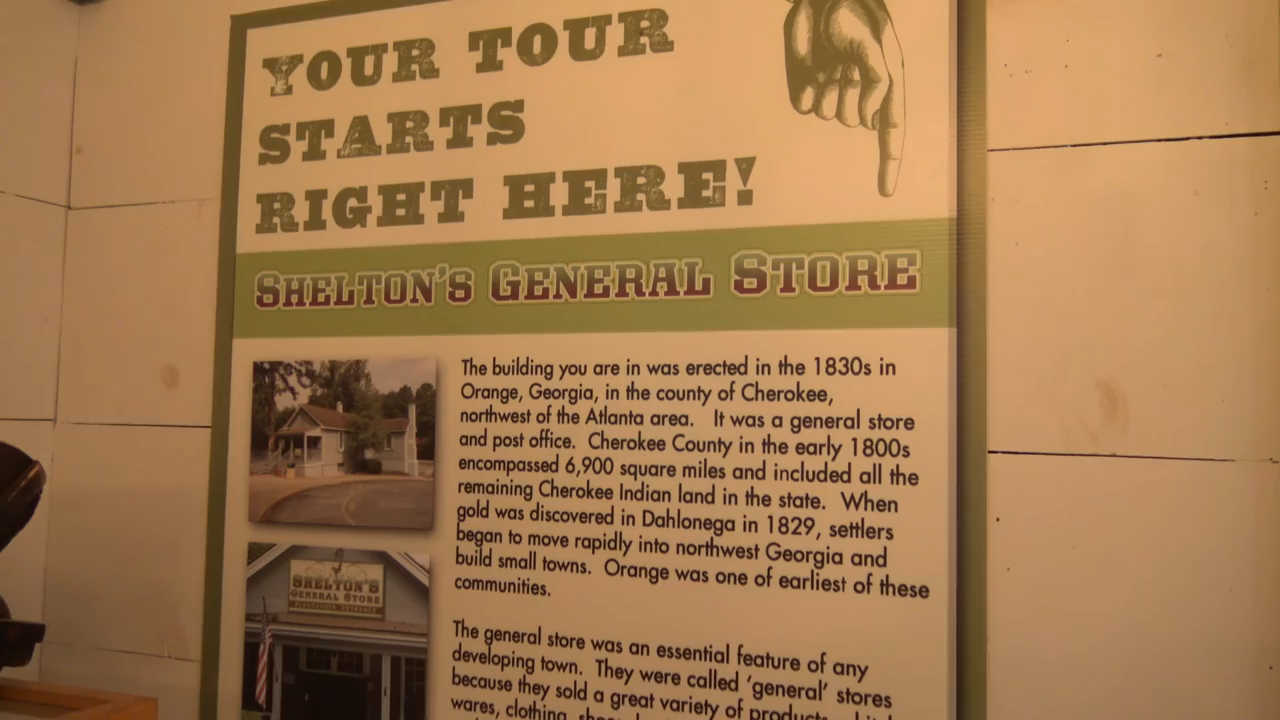 YOUR TOUR
STARTS
RIGHT HERE!
SHELTON'S GENERAL STORE
The building you are in was erected in the 1830s in
Orange, Georgia, in the county of Cherokee,
northwest of the Atlanta area. It was a general store
and post office. Cherokee County in the early 1800s
encompassed 6,900 square miles and included all the
remaining Cherokee Indian land in the state. When
gold was discovered in Dahlonega in 1829, settlers
began to move rapidly into northwest Georgia and
build small towns. Orange was one of earliest of these
communities.
SHELTON'S
GENERAL STORE
PLANTATION ENTRANCE
The general store was an essential feature of any
developing town. They were called 'general' stores
because they sold a great variety of products
wares, clothing,